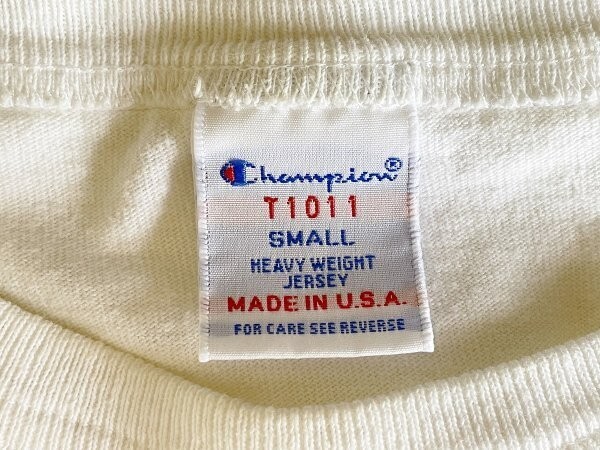 Champion®
T1011
SMALL
HEAVY WEIGHT
JERSEY
MADE IN U.S.A.
FOR CARE SEE REVERSE